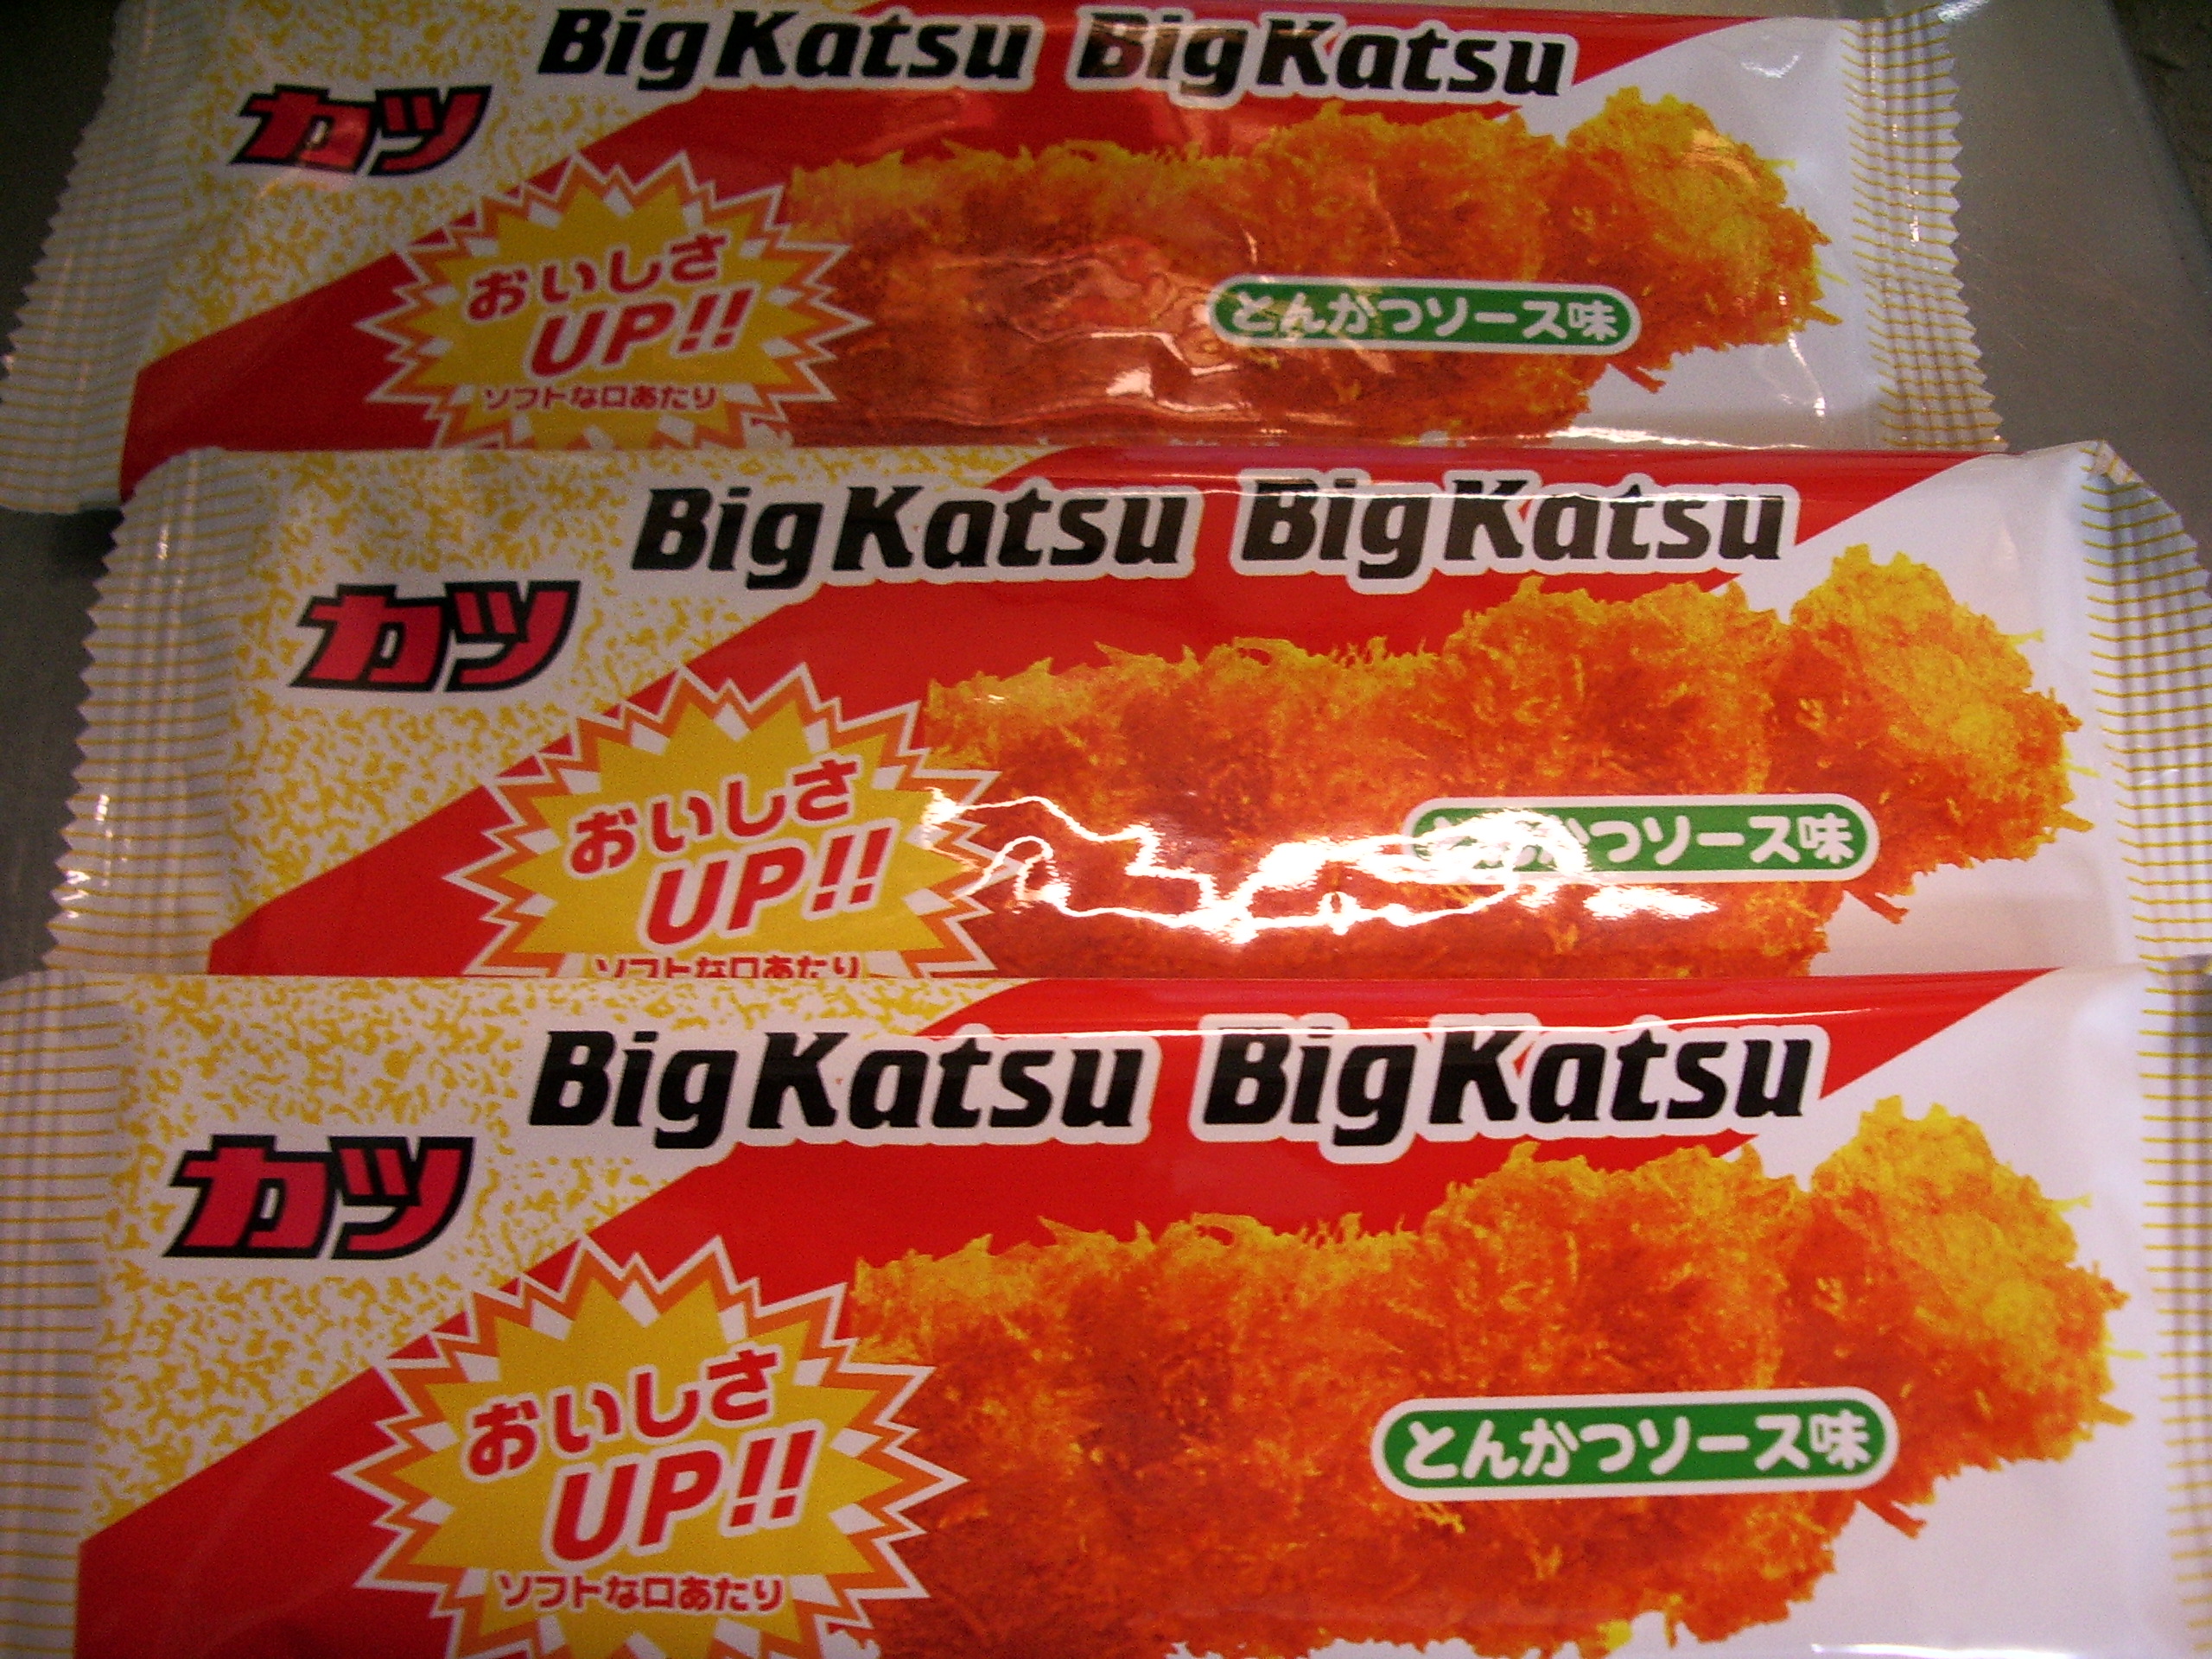 BigKatsu BigKatsu
カツ
おいしさ
UP!!
ソフトな口あたり
とんかつソース味
BigKatsu BigKatsu
カツ
おいしさ
UP!!
ソフトな口あたり
とんかつソース味
BigKatsu BigKatsu
カツ
おいしさ
UP!!
ソフトな口あたり
とんかつソース味